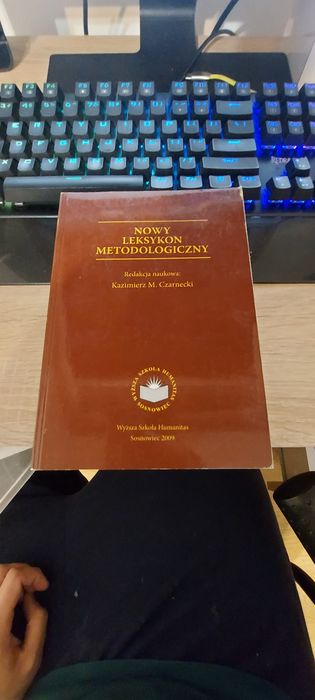 NOWY
LEKSYKON
METODOLOGICZNY
Redakcja naukowa:
Kazimierz M. Czarnecki
WYŻSZA SZKOŁA HUMANITAS
SOSNOWIEC
Wyższa Szkoła Humanitas
Sosnowiec 2009